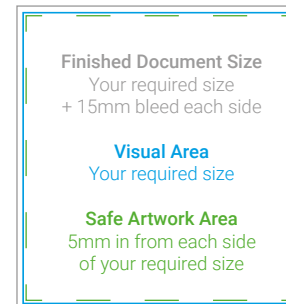 Finished Document Size
Your required size
+ 15mm bleed each side
Visual Area
Your required size
Safe Artwork Area
5mm in from each side
of your required size